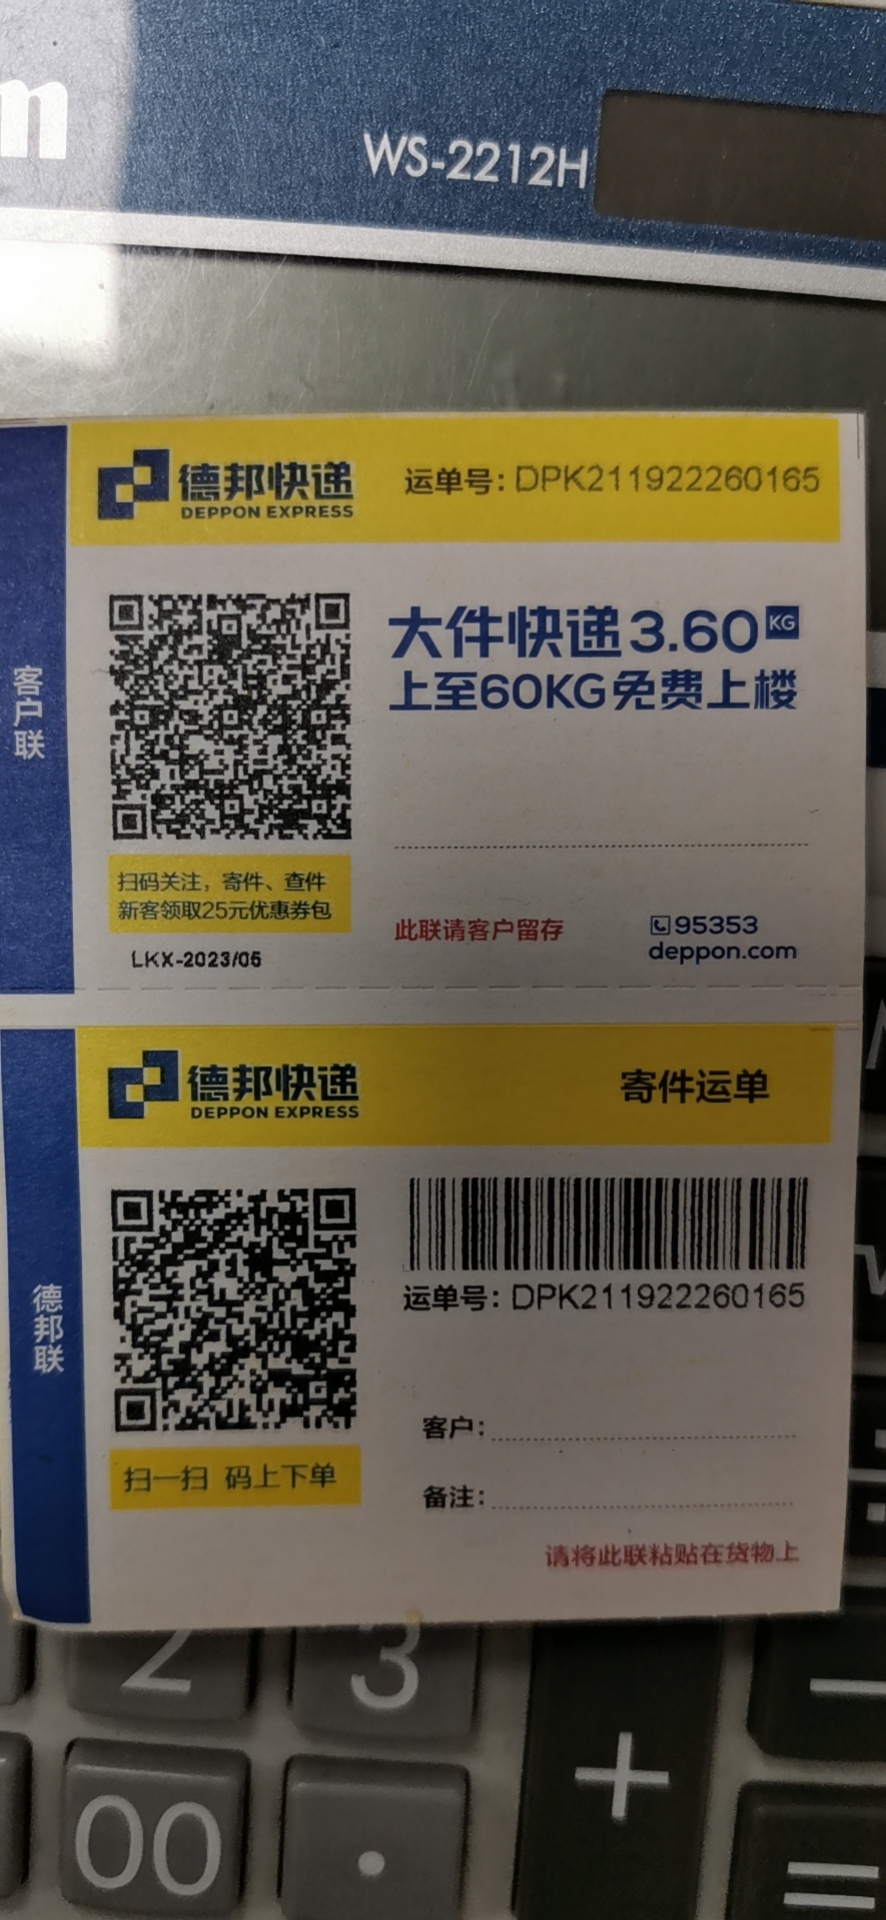 WS-2212H
德邦快递
DEPPON EXPRESS
运单号: DPK211922260165
客户联
大件快递3.60KG
上至60KG免费上楼
扫码关注，寄件、查件
新客领取25元优惠券包
LKX-2023/05
此联请客户留存
95353
deppon.com
德邦快递
DEPPON EXPRESS
寄件运单
德邦联
运单号: DPK211922260165
客户:
备注:
扫一扫 码上下单
请将此联粘贴在货物上
2
3
00
.
+
−
=